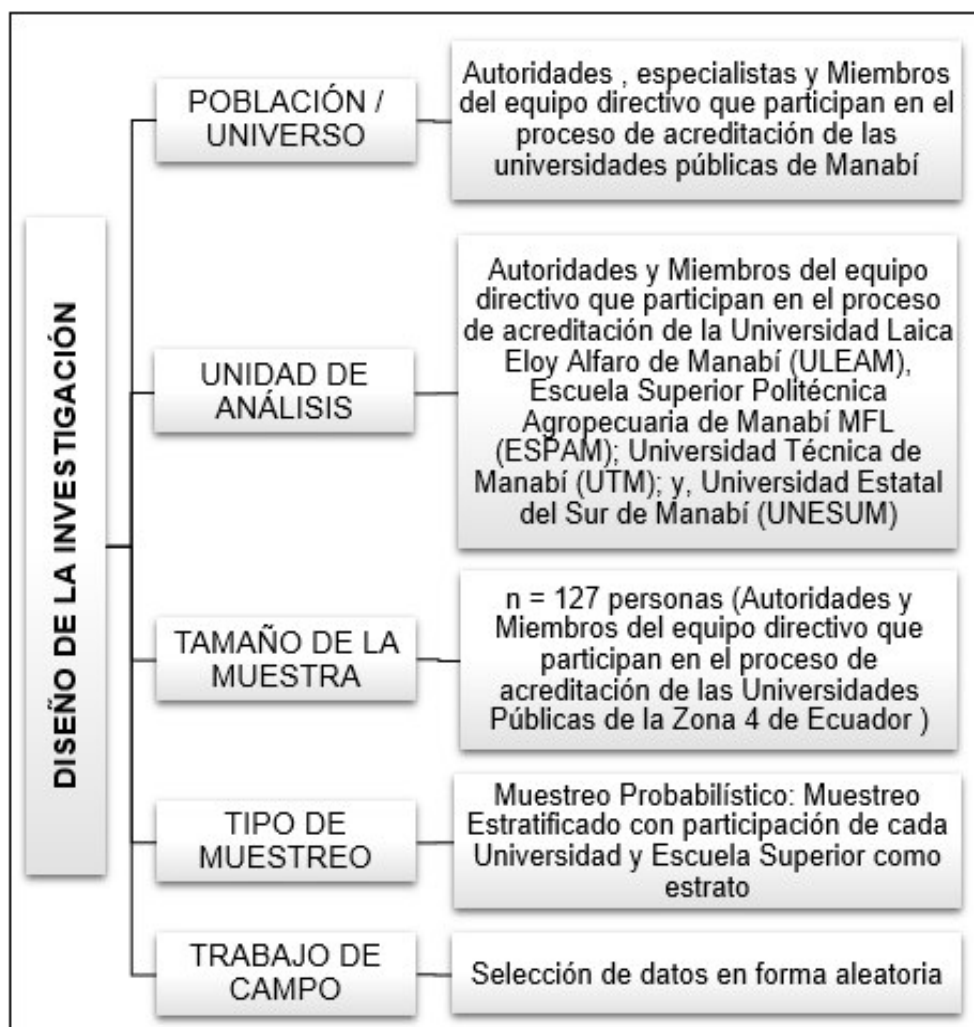 DISEÑO DE LA INVESTIGACIÓN
POBLACIÓN /
UNIVERSO
Autoridades , especialistas y Miembros
del equipo directivo que participan en el
proceso de acreditación de las
universidades públicas de Manabí
UNIDAD DE
ANÁLISIS
Autoridades y Miembros del equipo
directivo que participan en el proceso
de acreditación de la Universidad Laica
Eloy Alfaro de Manabí (ULEAM),
Escuela Superior Politécnica
Agropecuaria de Manabí MFL
(ESPAM); Universidad Técnica de
Manabí (UTM); y, Universidad Estatal
del Sur de Manabí (UNESUM)
TAMAÑO DE LA
MUESTRA
n = 127 personas (Autoridades y
Miembros del equipo directivo que
participan en el proceso de
acreditación de las Universidades
Públicas de la Zona 4 de Ecuador )
TIPO DE
MUESTREO
Muestreo Probabilístico: Muestreo
Estratificado con participación de cada
Universidad y Escuela Superior como
estrato
TRABAJO DE
CAMPO
Selección de datos en forma aleatoria